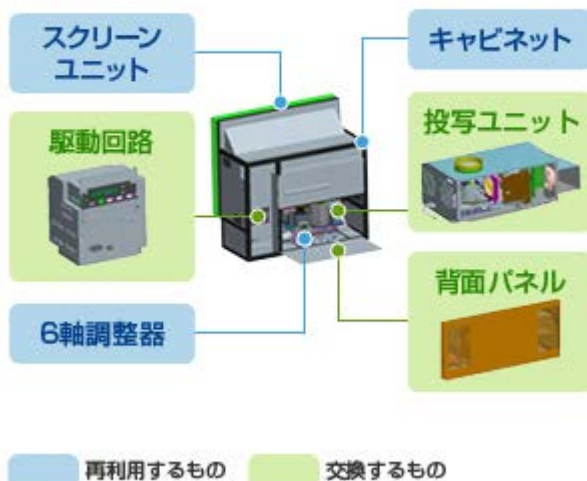 スクリーン
ユニット
キャビネット
駆動回路
投写ユニット
背面パネル
6軸調整器
再利用するもの
交換するもの